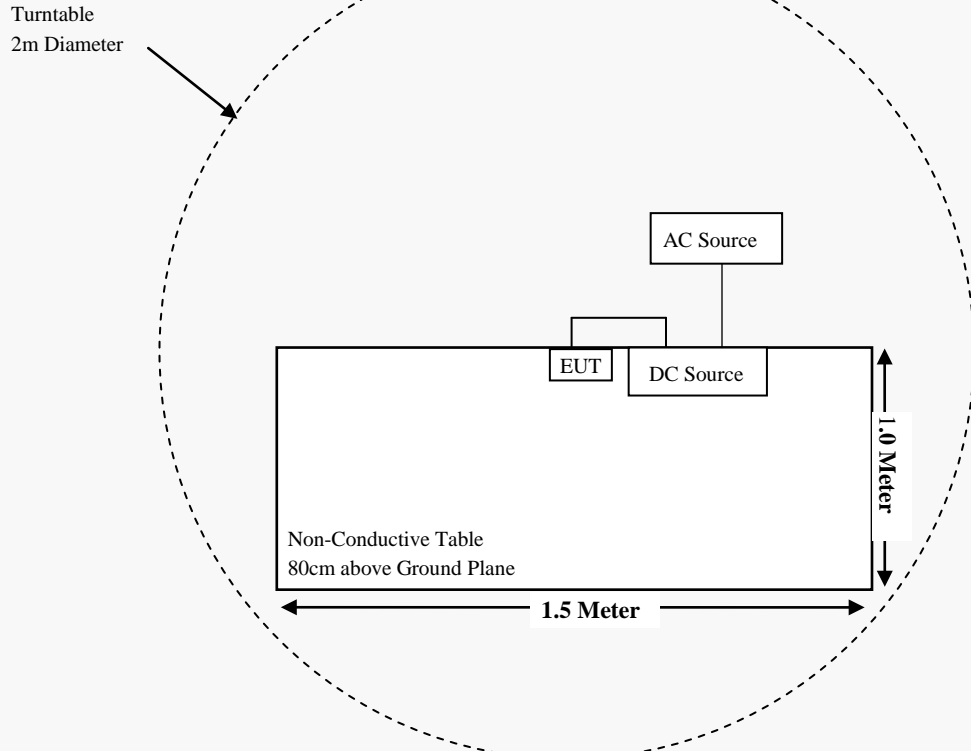 Turntable
2m Diameter
AC Source
EUT
DC Source
1.0 Meter
Non-Conductive Table
80cm above Ground Plane
1.5 Meter